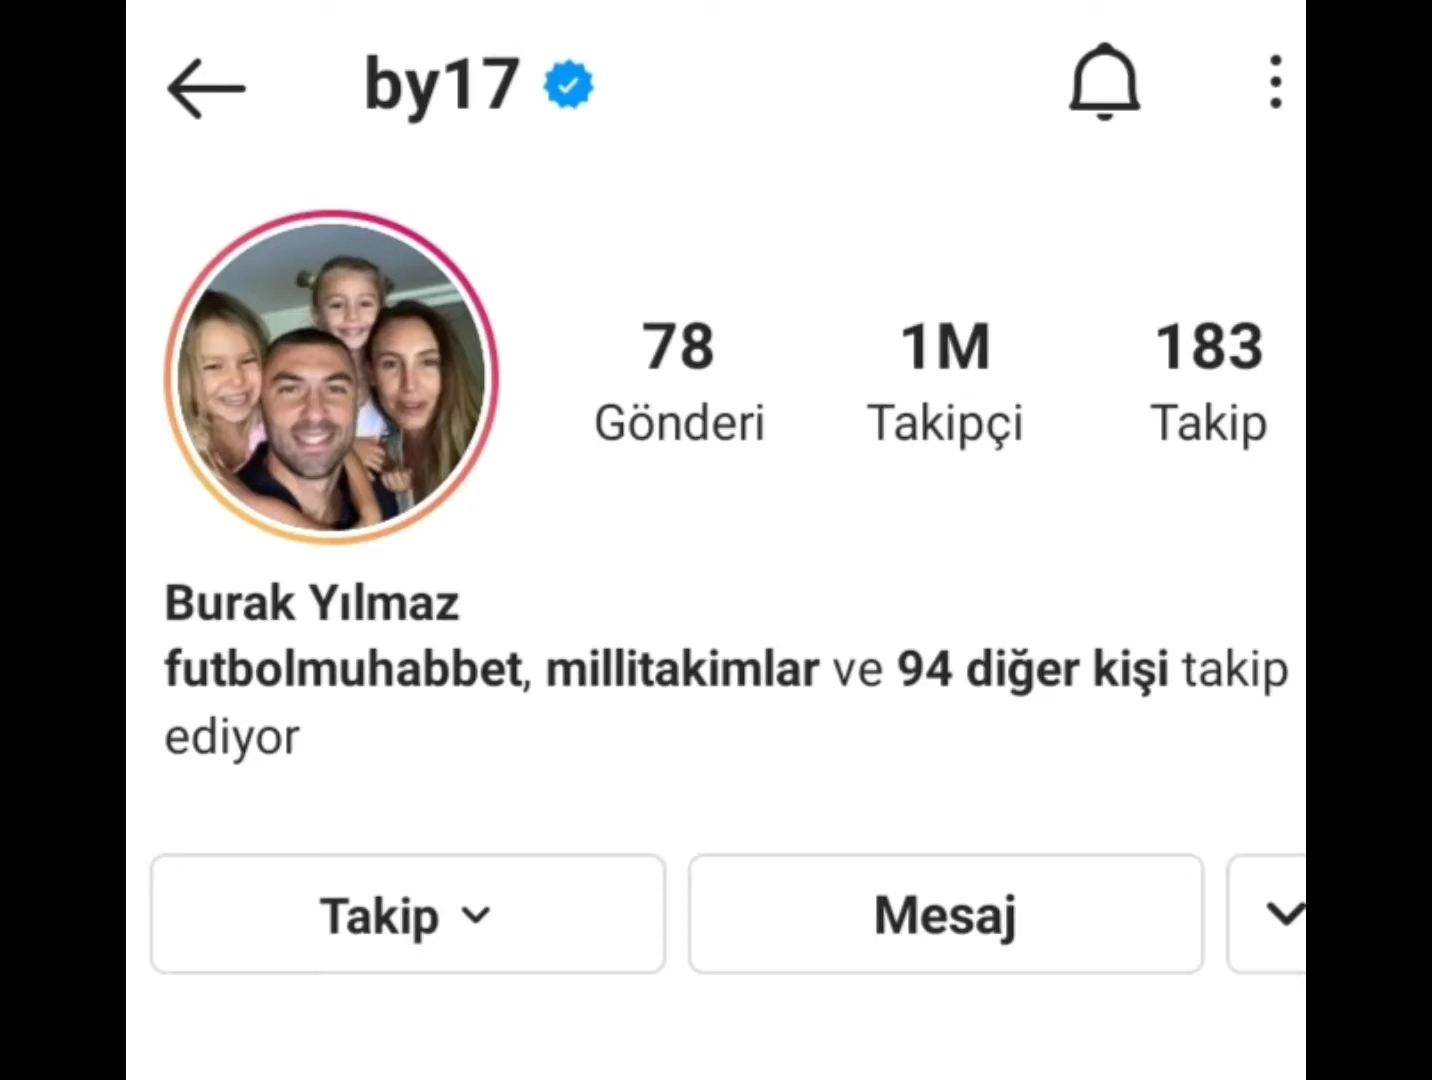 by17
78
1M
183
Gönderi
Takipçi
Takip
Burak Yılmaz
futbolmuhabbet, millitakimlar ve 94 diğer kişi takip
ediyor
Takip
Mesaj